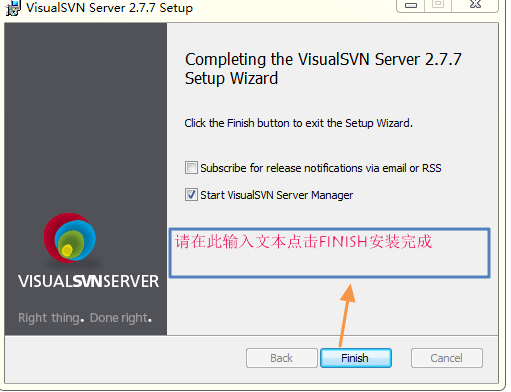 VisualSVN Server 2.7.7 Setup
Completing the VisualSVN Server 2.7.7
Setup Wizard
Click the Finish button to exit the Setup Wizard.
Subscribe for release notifications via email or RSS
Start VisualSVN Server Manager
请在此输入文本点击FINISH安装完成
VISUALSVNSERVER
Right thing. Done right.
Back
Finish
Cancel